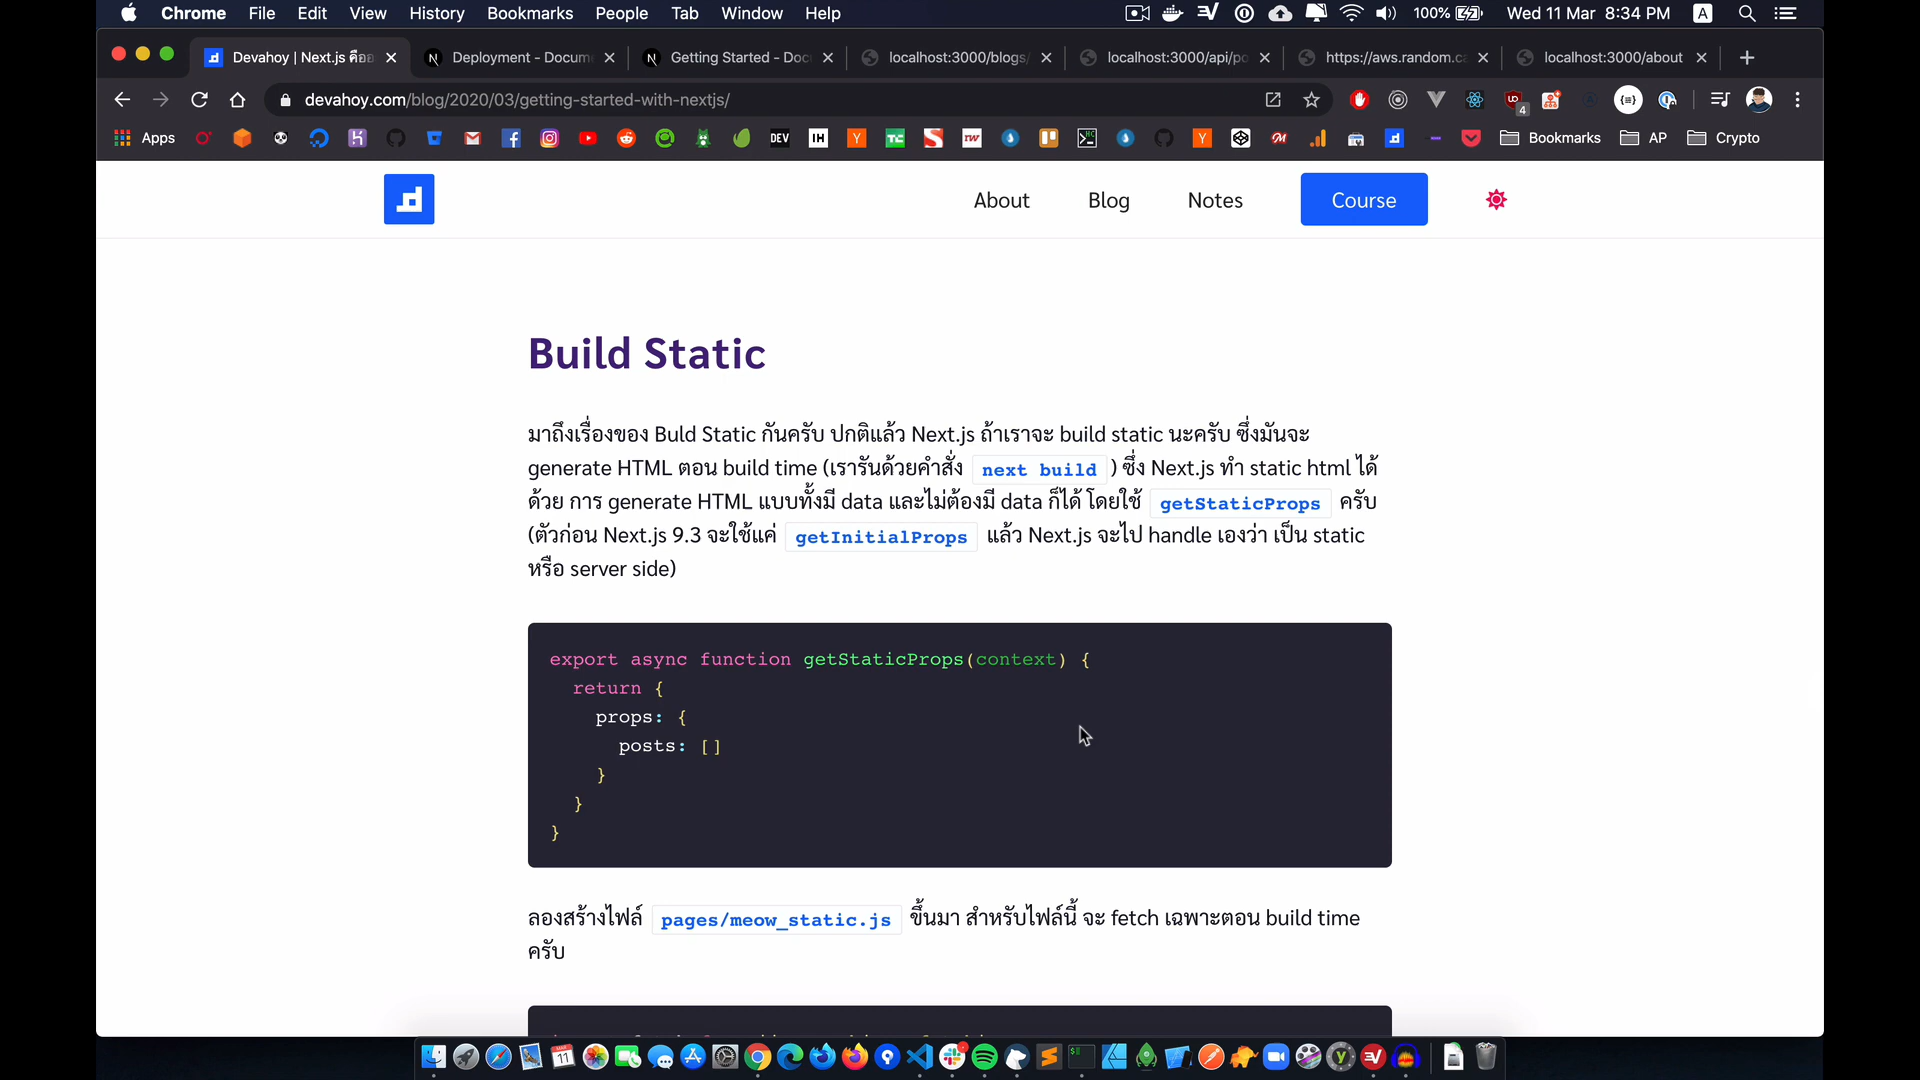 Chrome File Edit View History Bookmarks People Tab Window Help 100% Wed 11 Mar 8:34 PM A
Devahoy | Next.js คือ Deployment - Docume Getting Started - Doc localhost:3000/blogs/ localhost:3000/api/po https://aws.random.ca localhost:3000/about
devahoy.com/blog/2020/03/getting-started-with-nextjs/
Apps DEV IH Bookmarks AP Crypto
About Blog Notes Course
Build Static
มาถึงเรื่องของ Buld Static กันครับ ปกติแล้ว Next.js ถ้าเราจะ build static นะครับ ซึ่งมันจะ
generate HTML ตอน build time (เรารันด้วยคำสั่ง next build ) ซึ่ง Next.js ทำ static html ได้
ด้วย การ generate HTML แบบทั้งมี data และไม่ต้องมี data ก็ได้ โดยใช้ getStaticProps ครับ
(ตัวก่อน Next.js 9.3 จะใช้แค่ getInitialProps แล้ว Next.js จะไป handle เองว่า เป็น static
หรือ server side)
export async function getStaticProps(context) {
return {
props: {
posts: []
}
}
}
ลองสร้างไฟล์ pages/meow_static.js ขึ้นมา สำหรับไฟล์นี้ จะ fetch เฉพาะตอน build time
ครับ